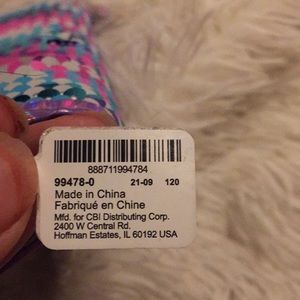 888711994784
99478-0 21-09 120
Made in China
Fabriqué en Chine
Mfd. for CBI Distributing Corp.
2400 W Central Rd.
Hoffman Estates, IL 60192 USA